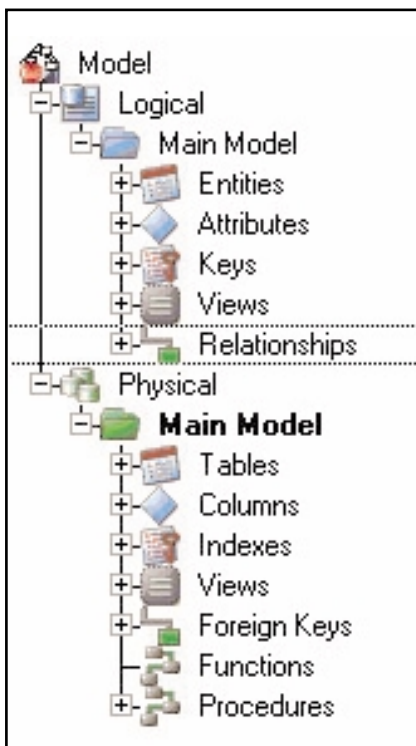 Model
Logical
Main Model
Entities
Attributes
Keys
Views
Relationships
Physical
Main Model
Tables
Columns
Indexes
Views
Foreign Keys
Functions
Procedures